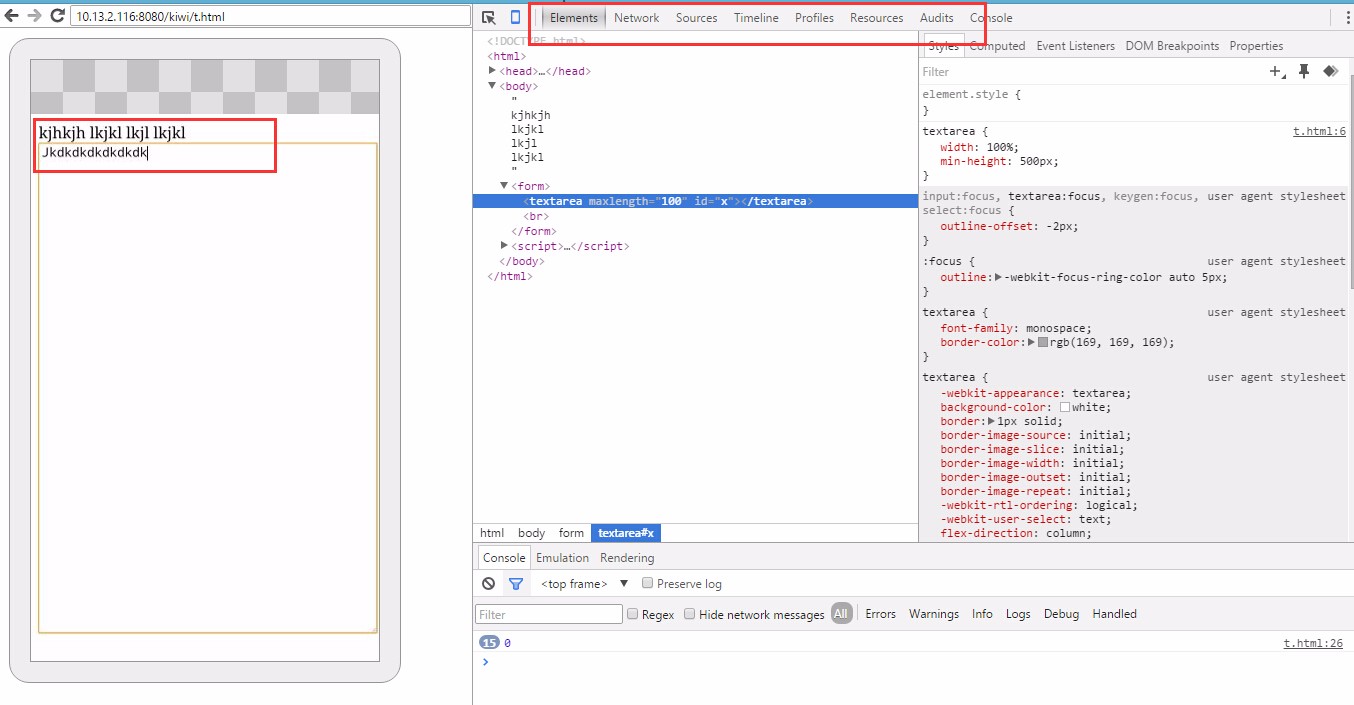 10.13.2.116:8080/kiwi/t.html
kjhkjh lkjkl lkjl lkjkl
Jkdkdkdkdkdkdk
Elements Network Sources Timeline Profiles Resources Audits Console
<!DOCTYPE html>
<html>
<head>…</head>
<body>
"
kjhkjh
lkjkl
lkjl
lkjkl
"
<form>
<textarea maxlength="100" id="x"></textarea>
<br>
</form>
<script>…</script>
</body>
</html>
html body form textarea#x
Styles Computed Event Listeners DOM Breakpoints Properties
Filter
element.style {
}
textarea { t.html:6
width: 100%;
min-height: 500px;
}
input:focus, textarea:focus, keygen:focus, user agent stylesheet
select:focus {
outline-offset: -2px;
}
:focus { user agent stylesheet
outline: -webkit-focus-ring-color auto 5px;
}
textarea { user agent stylesheet
font-family: monospace;
border-color: rgb(169, 169, 169);
}
textarea { user agent stylesheet
-webkit-appearance: textarea;
background-color: white;
border: 1px solid;
border-image-source: initial;
border-image-slice: initial;
border-image-width: initial;
border-image-outset: initial;
border-image-repeat: initial;
-webkit-rtl-ordering: logical;
-webkit-user-select: text;
flex-direction: column;
Console Emulation Rendering
<top frame> Preserve log
Filter Regex Hide network messages All Errors Warnings Info Logs Debug Handled
15 0 t.html:26